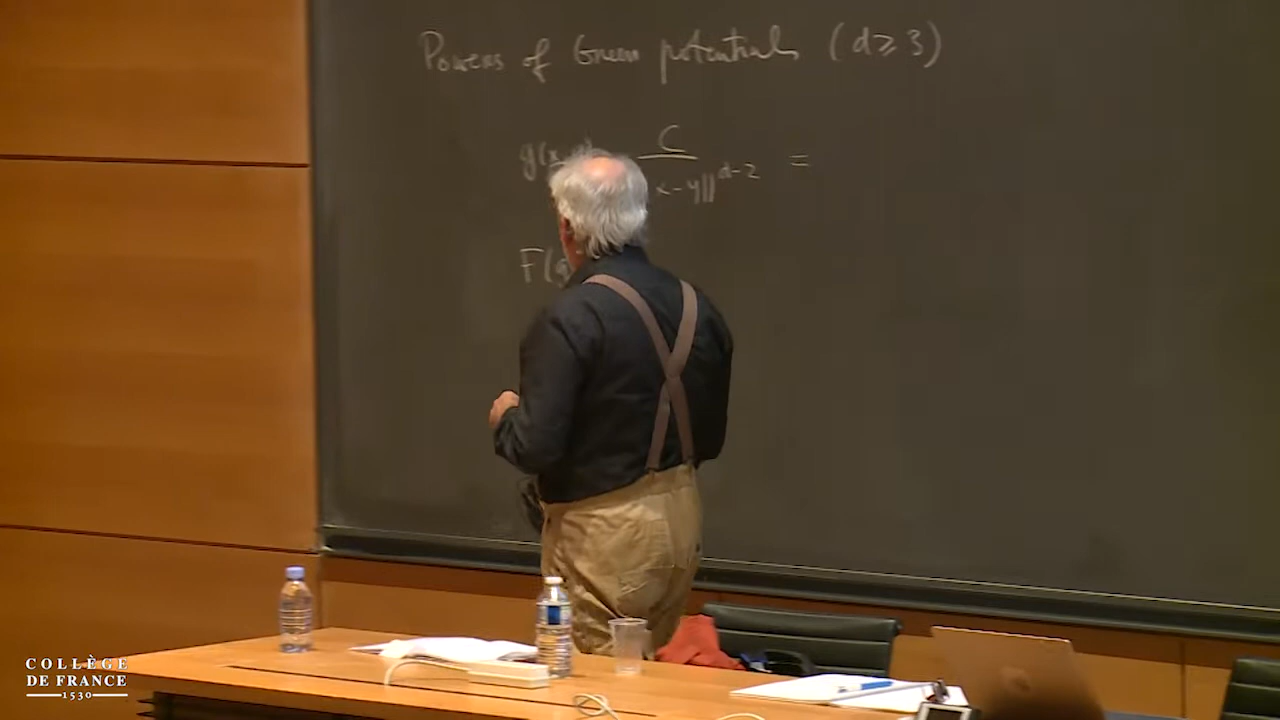 Powers of Green potentials (d ≥ 3)
g(x C =
x-y||^{d-2}
F(
COLLÈGE
DE FRANCE
1530